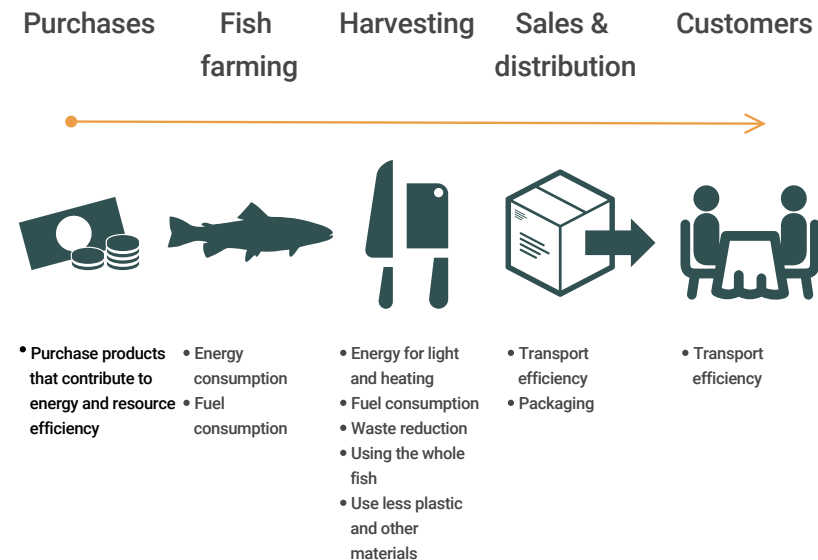 Purchases
Fish
farming
Harvesting
Sales &
distribution
Customers
• Purchase products
that contribute to
energy and resource
efficiency
• Energy
consumption
• Fuel
consumption
• Energy for light
and heating
• Fuel consumption
• Waste reduction
• Using the whole
fish
• Use less plastic
and other
materials
• Transport
efficiency
• Packaging
• Transport
efficiency